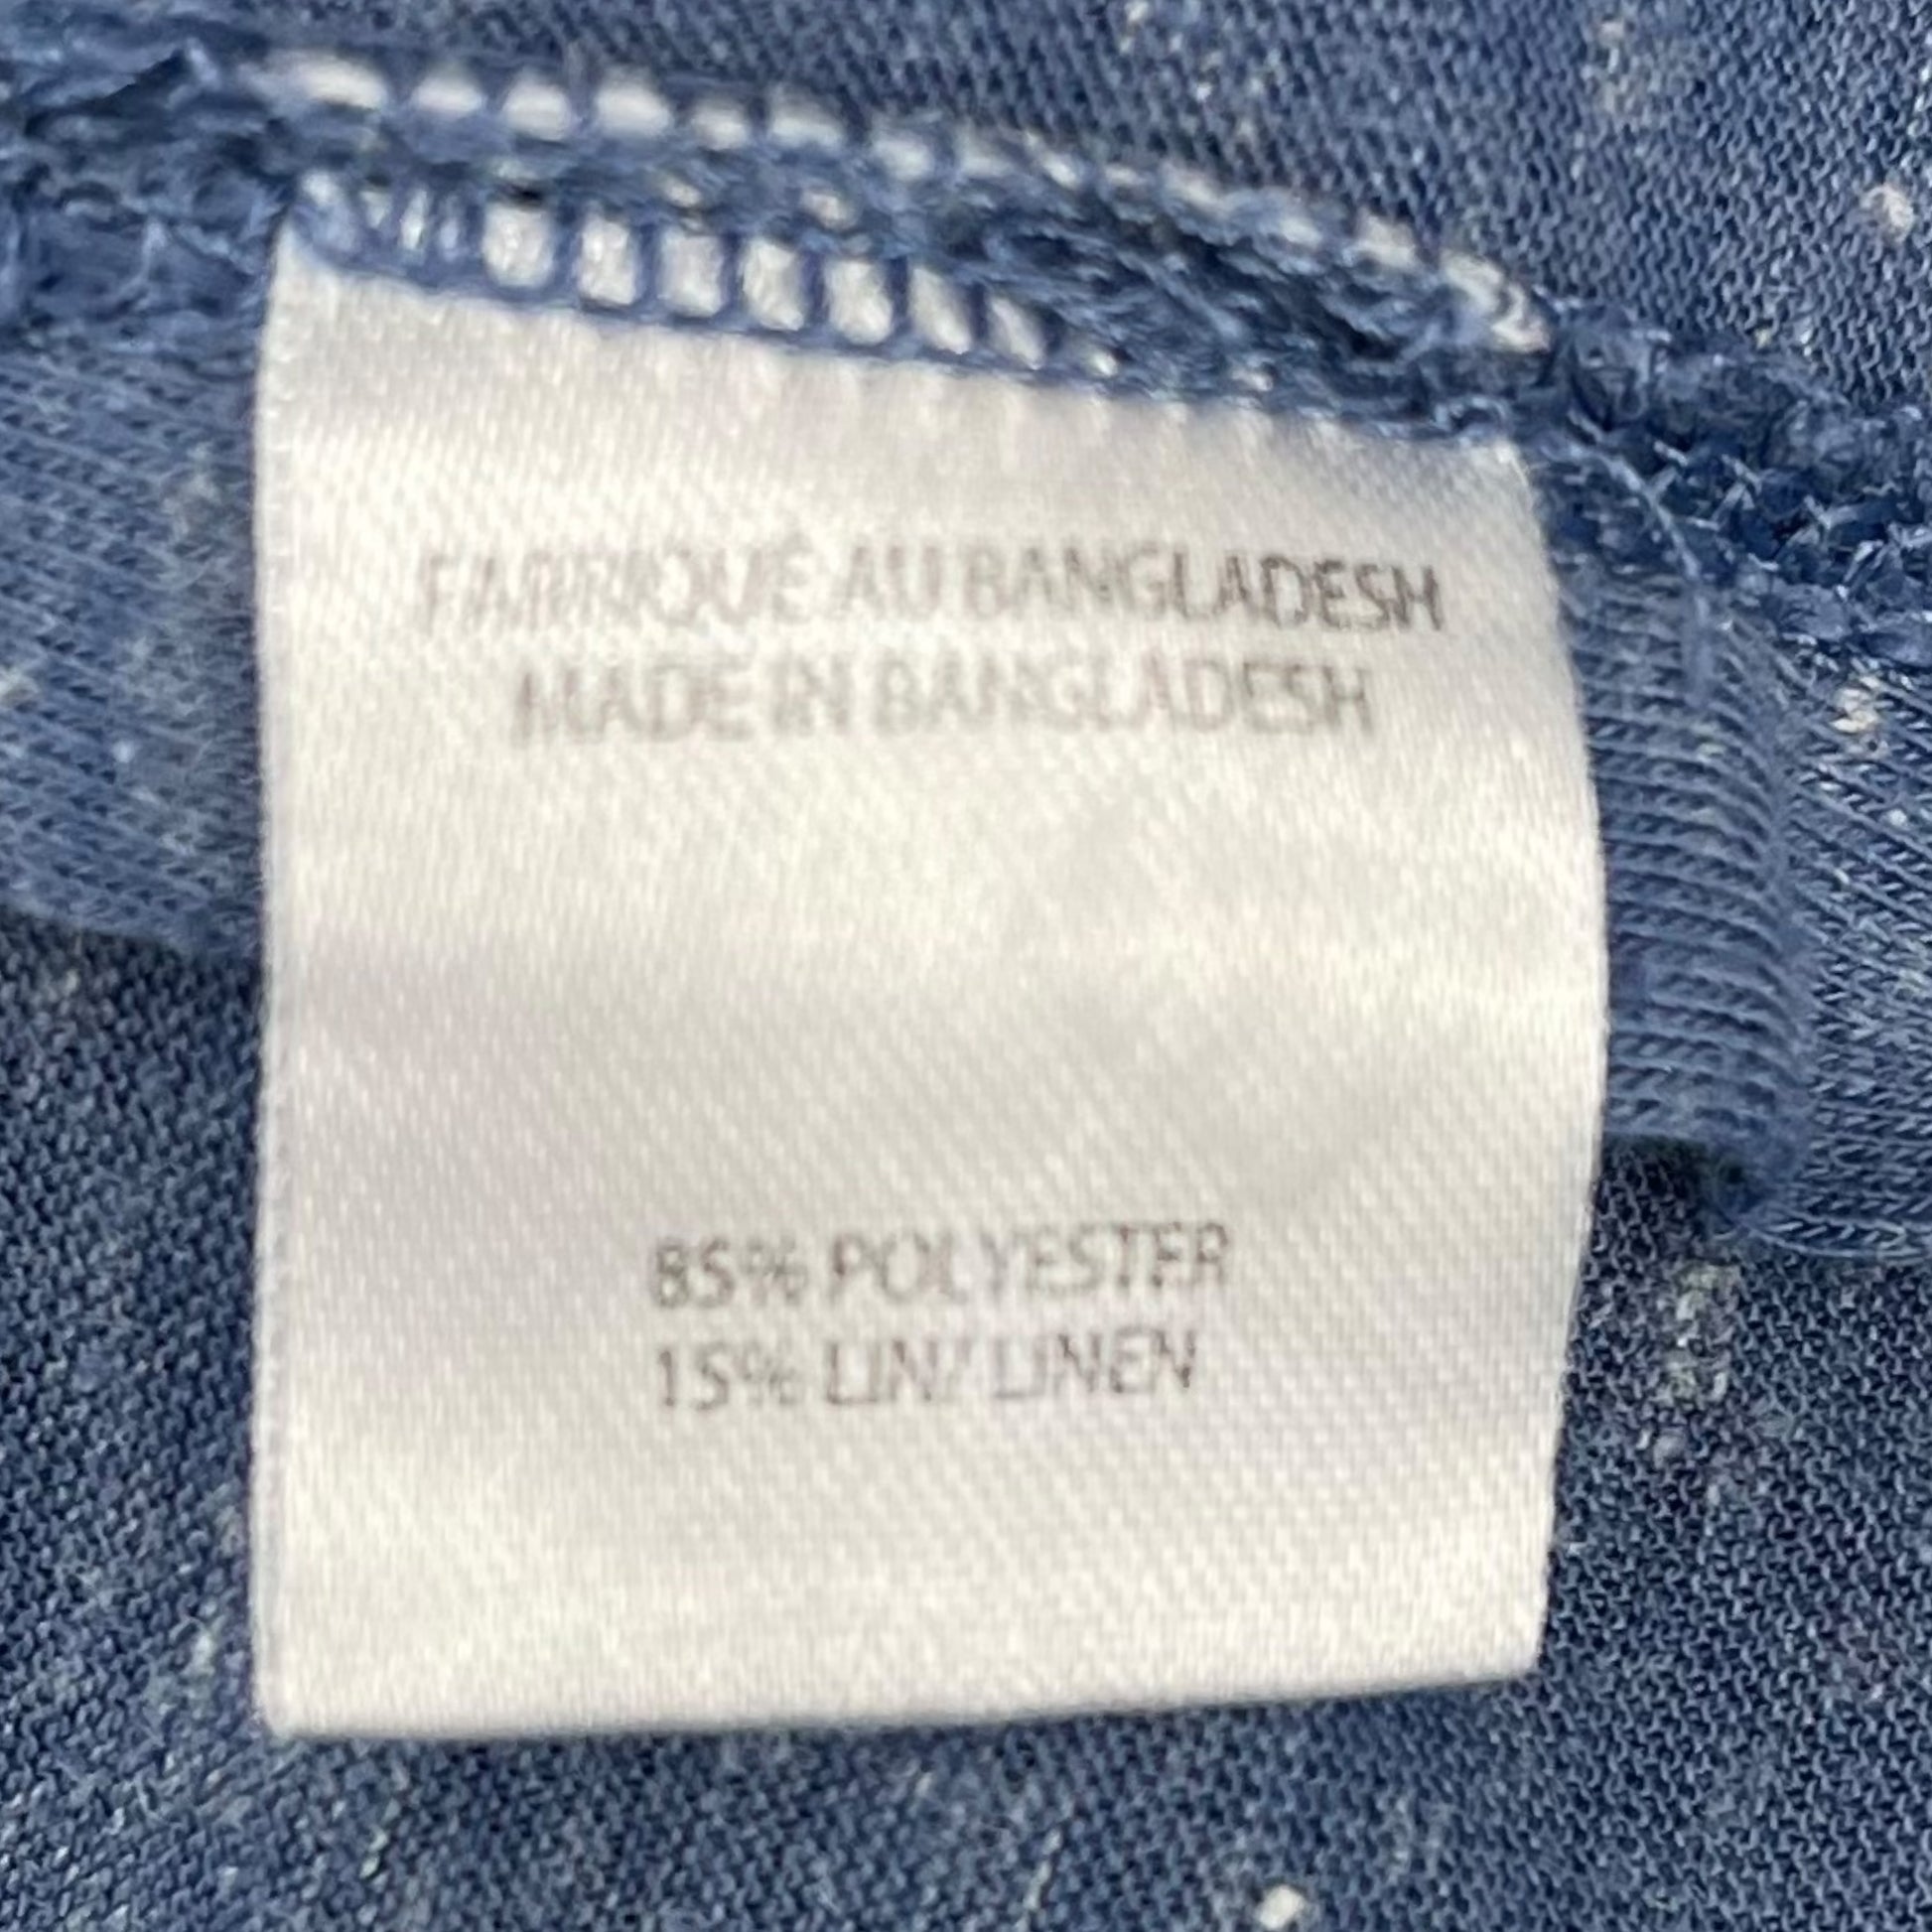 FABRIQUÉ AU BANGLADESH
MADE IN BANGLADESH
85% POLYESTER
15% LIN/ LINEN